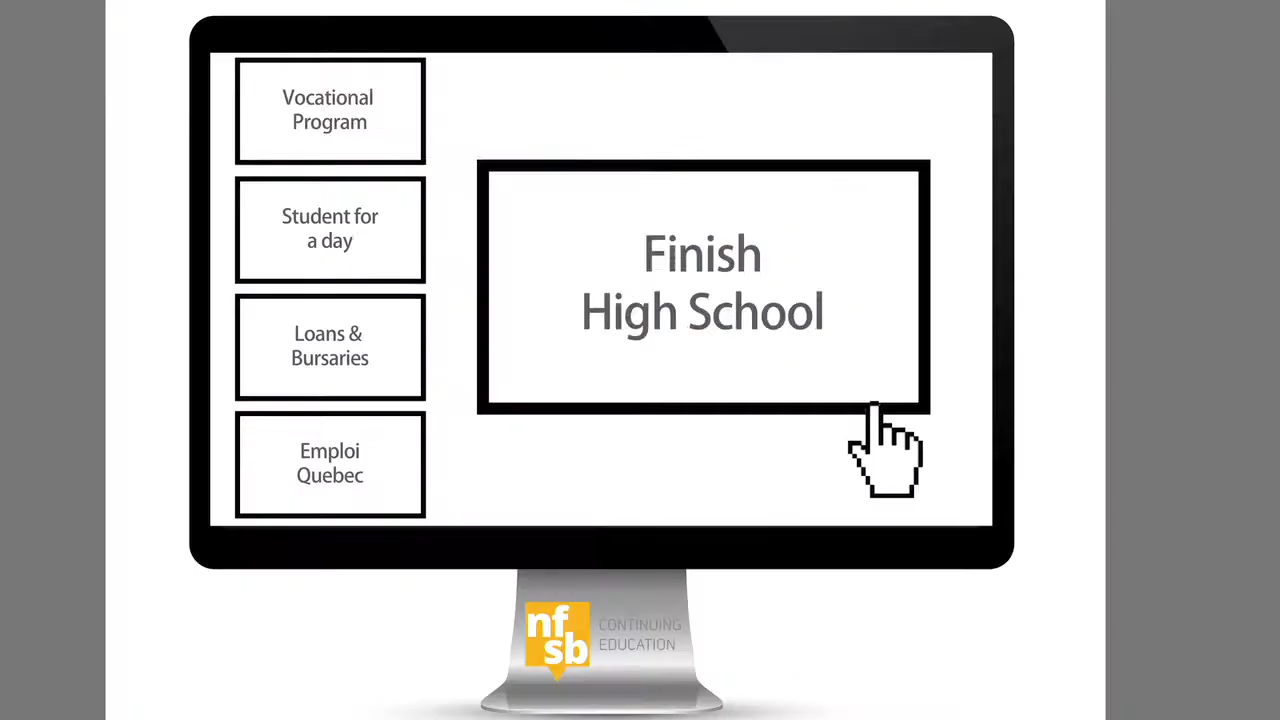 Vocational
Program
Student for
a day
Loans &
Bursaries
Emploi
Quebec
Finish
High School
nf
sb
CONTINUING
EDUCATION